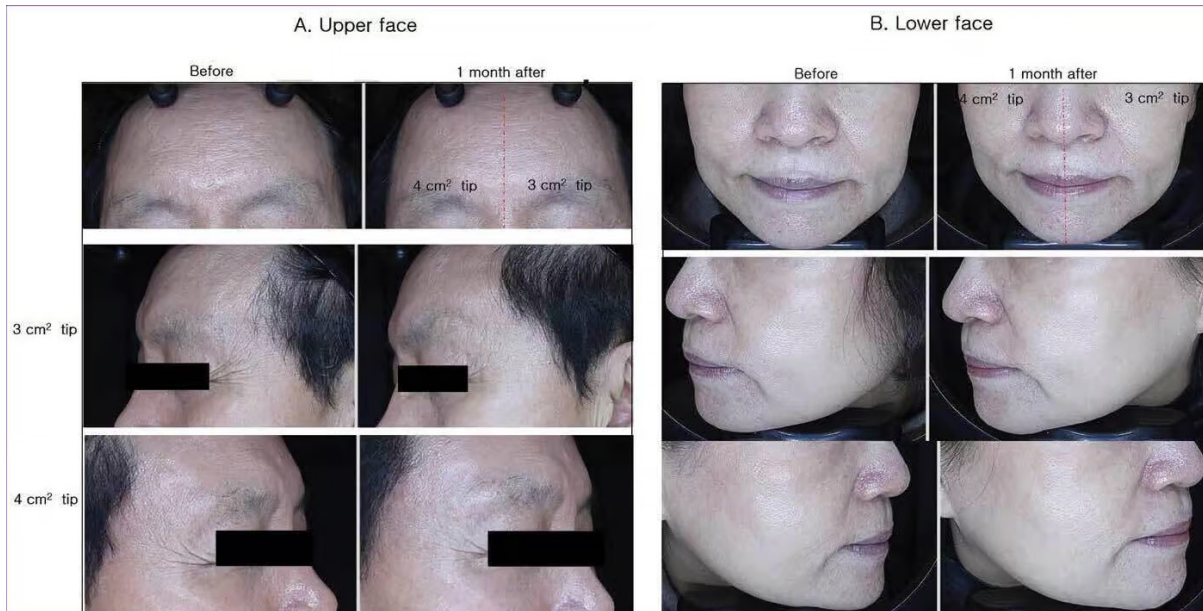 A. Upper face
Before
1 month after
4 cm² tip
3 cm² tip
3 cm² tip
4 cm² tip
B. Lower face
Before
1 month after
4 cm² tip
3 cm² tip